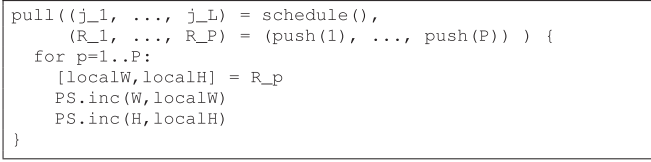 pull((j_1, ..., j_L) = schedule(),
(R_1, ..., R_P) = (push(1), ..., push(P)) ) {
for p=1..P:
[localW,localH] = R_p
PS.inc(W,localW)
PS.inc(H,localH)
}